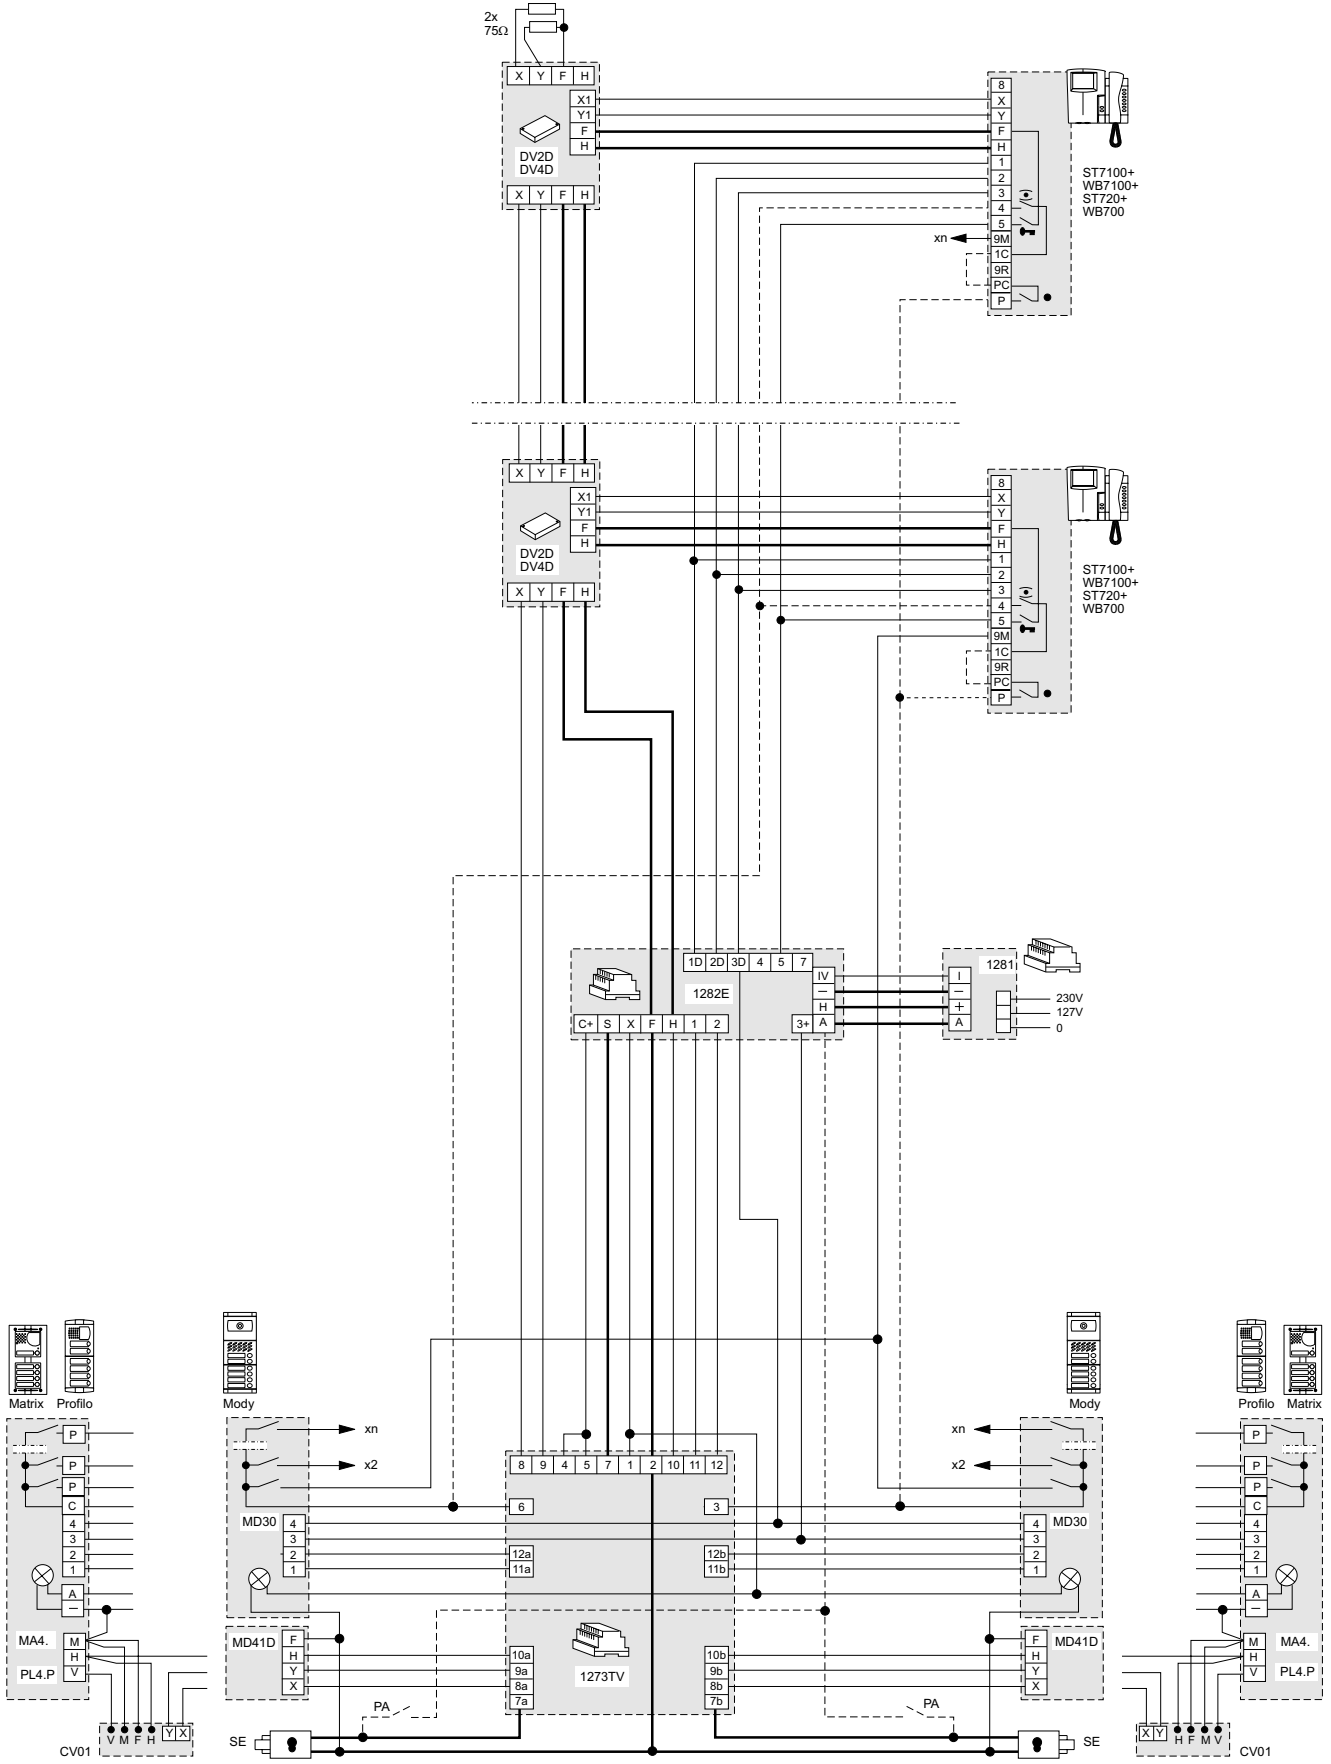 2x
75Ω
X Y F H
X1
Y1
F
H
DV2D
DV4D
X Y F H
8
X
Y
F
H
1
2
3
4
5
9M
1C
9R
PC
P
xn
ST7100+
WB7100+
ST720+
WB700
X Y F H
X1
Y1
F
H
DV2D
DV4D
X Y F H
8
X
Y
F
H
1
2
3
4
5
9M
1C
9R
PC
P
ST7100+
WB7100+
ST720+
WB700
1D 2D 3D 4 5 7
IV
–
H
3+ A
1282E
C+ S X F H 1 2
1281
I
–
+
A
230V
127V
0
Matrix Profilo
Mody
Mody
Profilo Matrix
P
P
P
C
4
3
2
1
A
–
MA4.
M
H
V
PL4.P
V M F H Y X
CV01
xn
x2
MD30
4
3
2
1
MD41D
F
H
Y
X
PA
SE
8 9 4 5 7 1 2 10 11 12
6
3
12a
11a
12b
11b
1273TV
10a
9a
8a
7a
10b
9b
8b
7b
xn
x2
MD30
4
3
2
1
MD41D
F
H
Y
X
PA
SE
P
P
P
C
4
3
2
1
A
–
MA4.
M
H
V
PL4.P
X Y H F M V
CV01